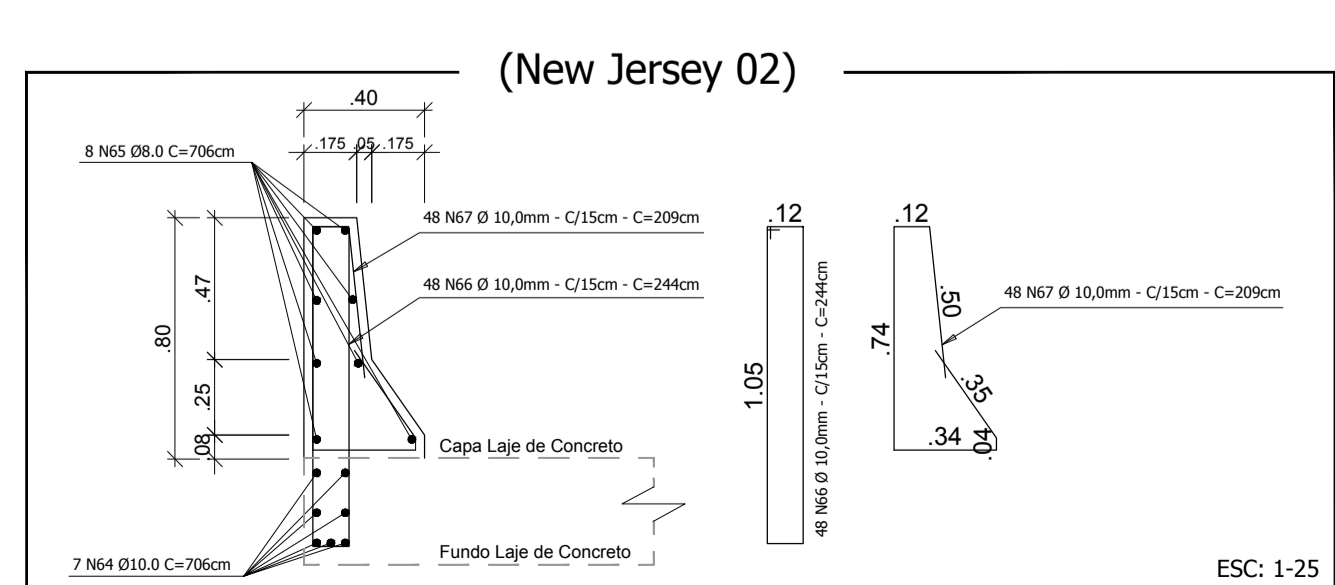 (New Jersey 02)
.40
.175 .05 .175
8 N65 Ø8.0 C=706cm
48 N67 Ø 10,0mm - C/15cm - C=209cm
48 N66 Ø 10,0mm - C/15cm - C=244cm
.80
.47
.25
.08
Capa Laje de Concreto
Fundo Laje de Concreto
7 N64 Ø10.0 C=706cm
.12
1.05
48 N66 Ø 10,0mm - C/15cm - C=244cm
.12
.50
.74
.35
.34
.04
48 N67 Ø 10,0mm - C/15cm - C=209cm
ESC: 1-25